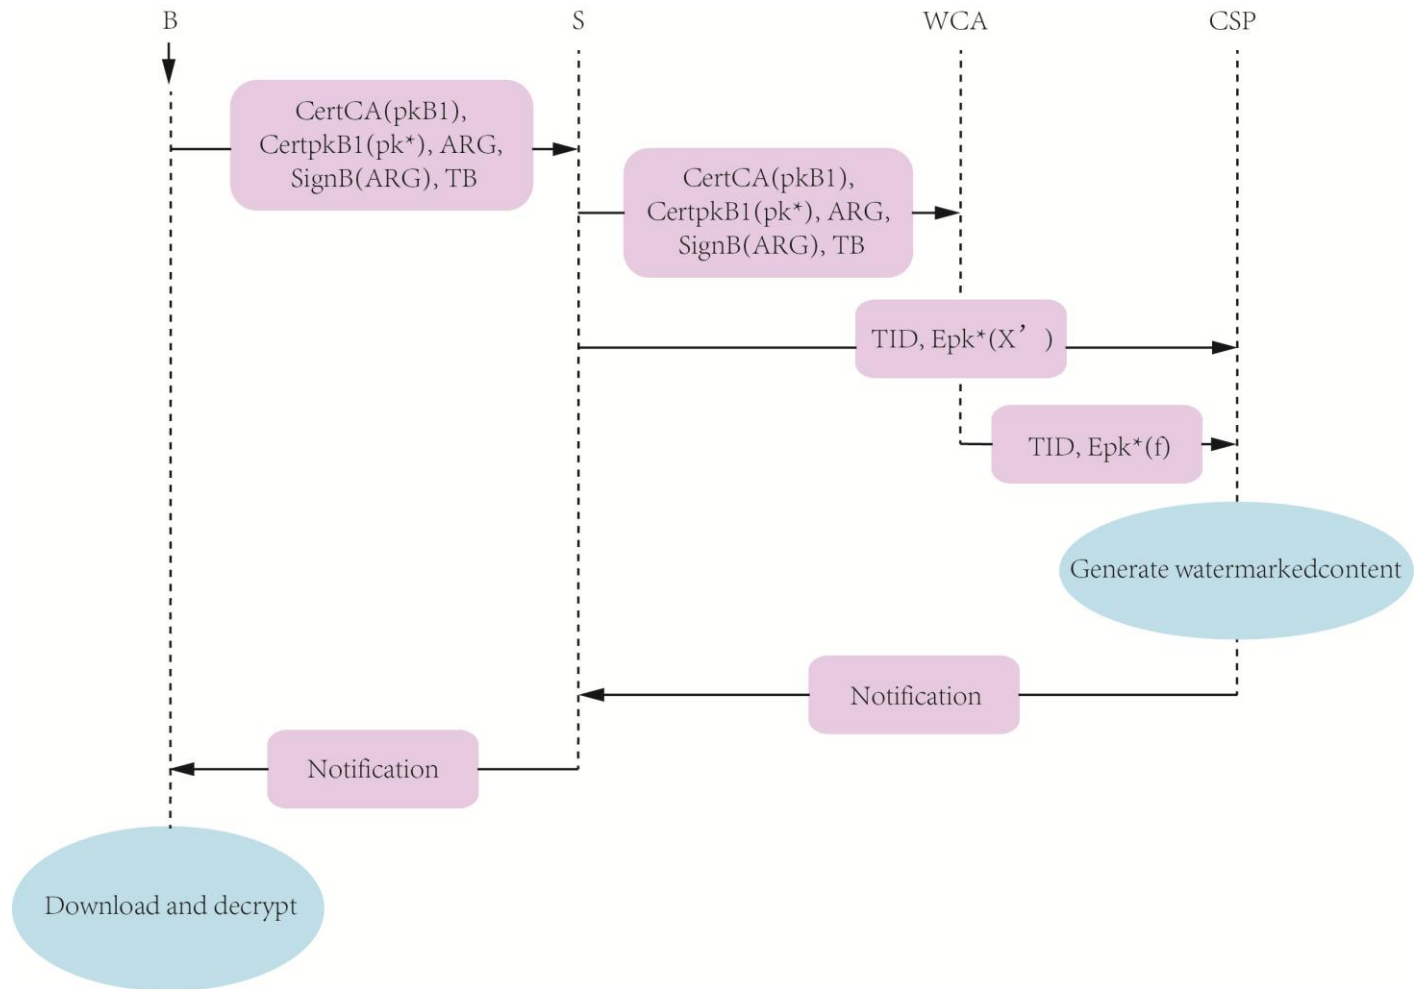 B
S
WCA
CSP
CertCA(pkB1),
CertpkB1(pk*), ARG,
SignB(ARG), TB
CertCA(pkB1),
CertpkB1(pk*), ARG,
SignB(ARG), TB
TID, Epk*(X’)
TID, Epk*(f)
Generate watermarkedcontent
Notification
Notification
Download and decrypt